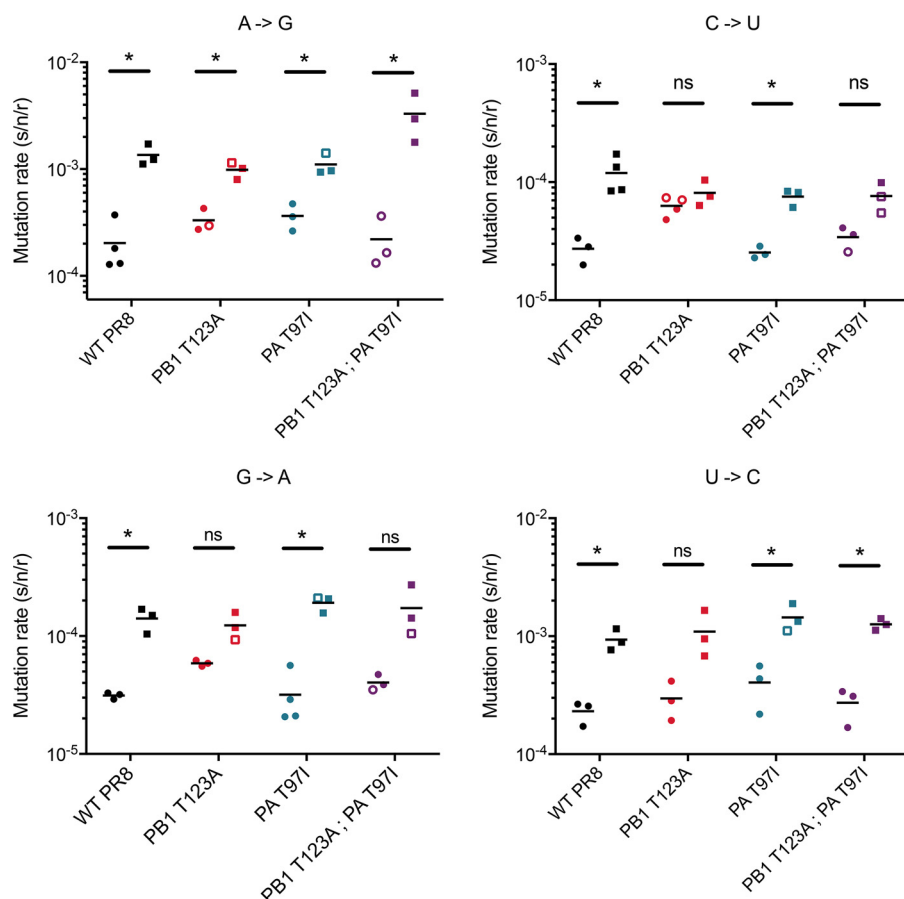 A -> G
10⁻²
10⁻³
10⁻⁴
Mutation rate (s/n/r)
* * * *
WT PR8
PB1 T123A
PA T97I
PB1 T123A ; PA T97I
C -> U
10⁻³
10⁻⁴
10⁻⁵
Mutation rate (s/n/r)
* ns * ns
WT PR8
PB1 T123A
PA T97I
PB1 T123A ; PA T97I
G -> A
10⁻³
10⁻⁴
10⁻⁵
Mutation rate (s/n/r)
* ns * ns
WT PR8
PB1 T123A
PA T97I
PB1 T123A ; PA T97I
U -> C
10⁻²
10⁻³
10⁻⁴
Mutation rate (s/n/r)
* ns * *
WT PR8
PB1 T123A
PA T97I
PB1 T123A ; PA T97I